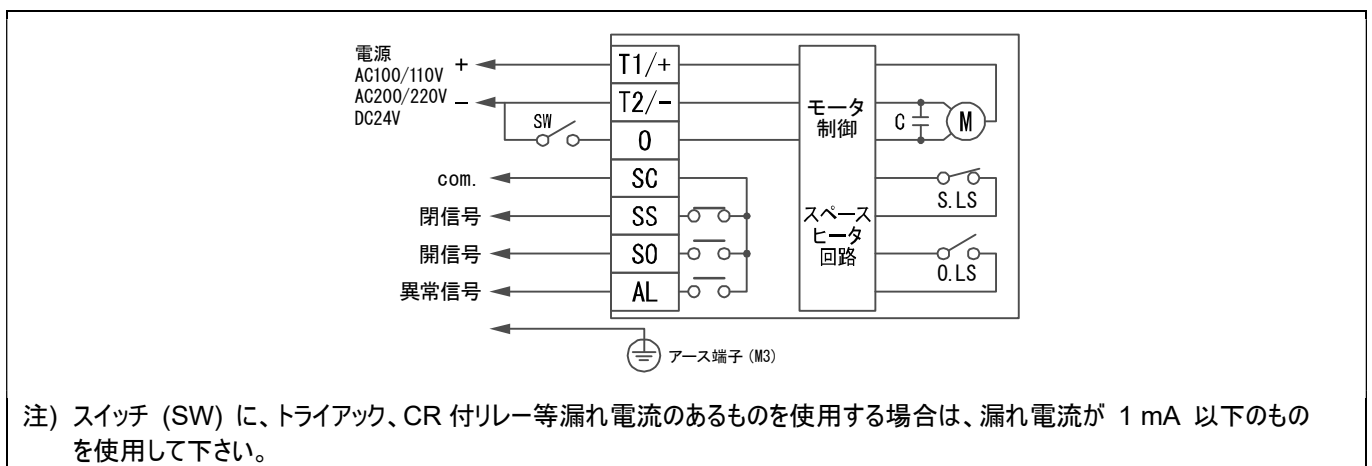 電源
AC100/110V
AC200/220V
DC24V
+
−
SW
com.
閉信号
開信号
異常信号
T1/+
T2/-
O
SC
SS
SO
AL
モータ
制御
スペース
ヒータ
回路
C
M
S.LS
O.LS
アース端子 (M3)
注) スイッチ (SW) に、トライアック、CR 付リレー等漏れ電流のあるものを使用する場合は、漏れ電流が 1 mA 以下のもの
を使用して下さい。